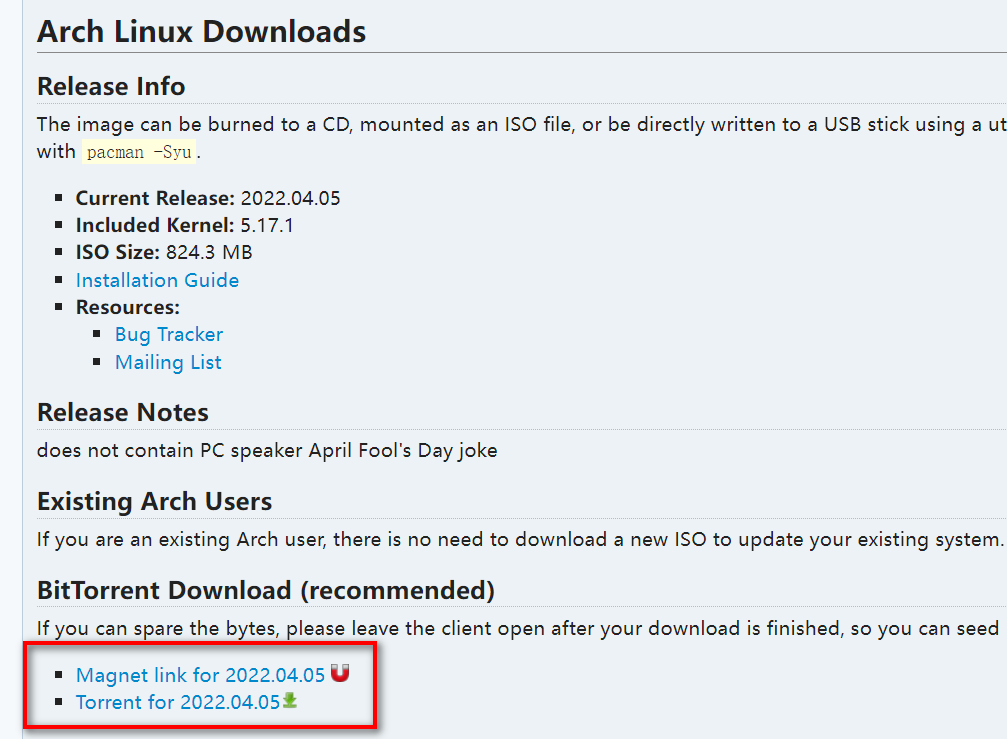 Arch Linux Downloads
Release Info
The image can be burned to a CD, mounted as an ISO file, or be directly written to a USB stick using a ut
with pacman -Syu.
Current Release: 2022.04.05
Included Kernel: 5.17.1
ISO Size: 824.3 MB
Installation Guide
Resources:
Bug Tracker
Mailing List
Release Notes
does not contain PC speaker April Fool's Day joke
Existing Arch Users
If you are an existing Arch user, there is no need to download a new ISO to update your existing system.
BitTorrent Download (recommended)
If you can spare the bytes, please leave the client open after your download is finished, so you can seed
Magnet link for 2022.04.05
Torrent for 2022.04.05